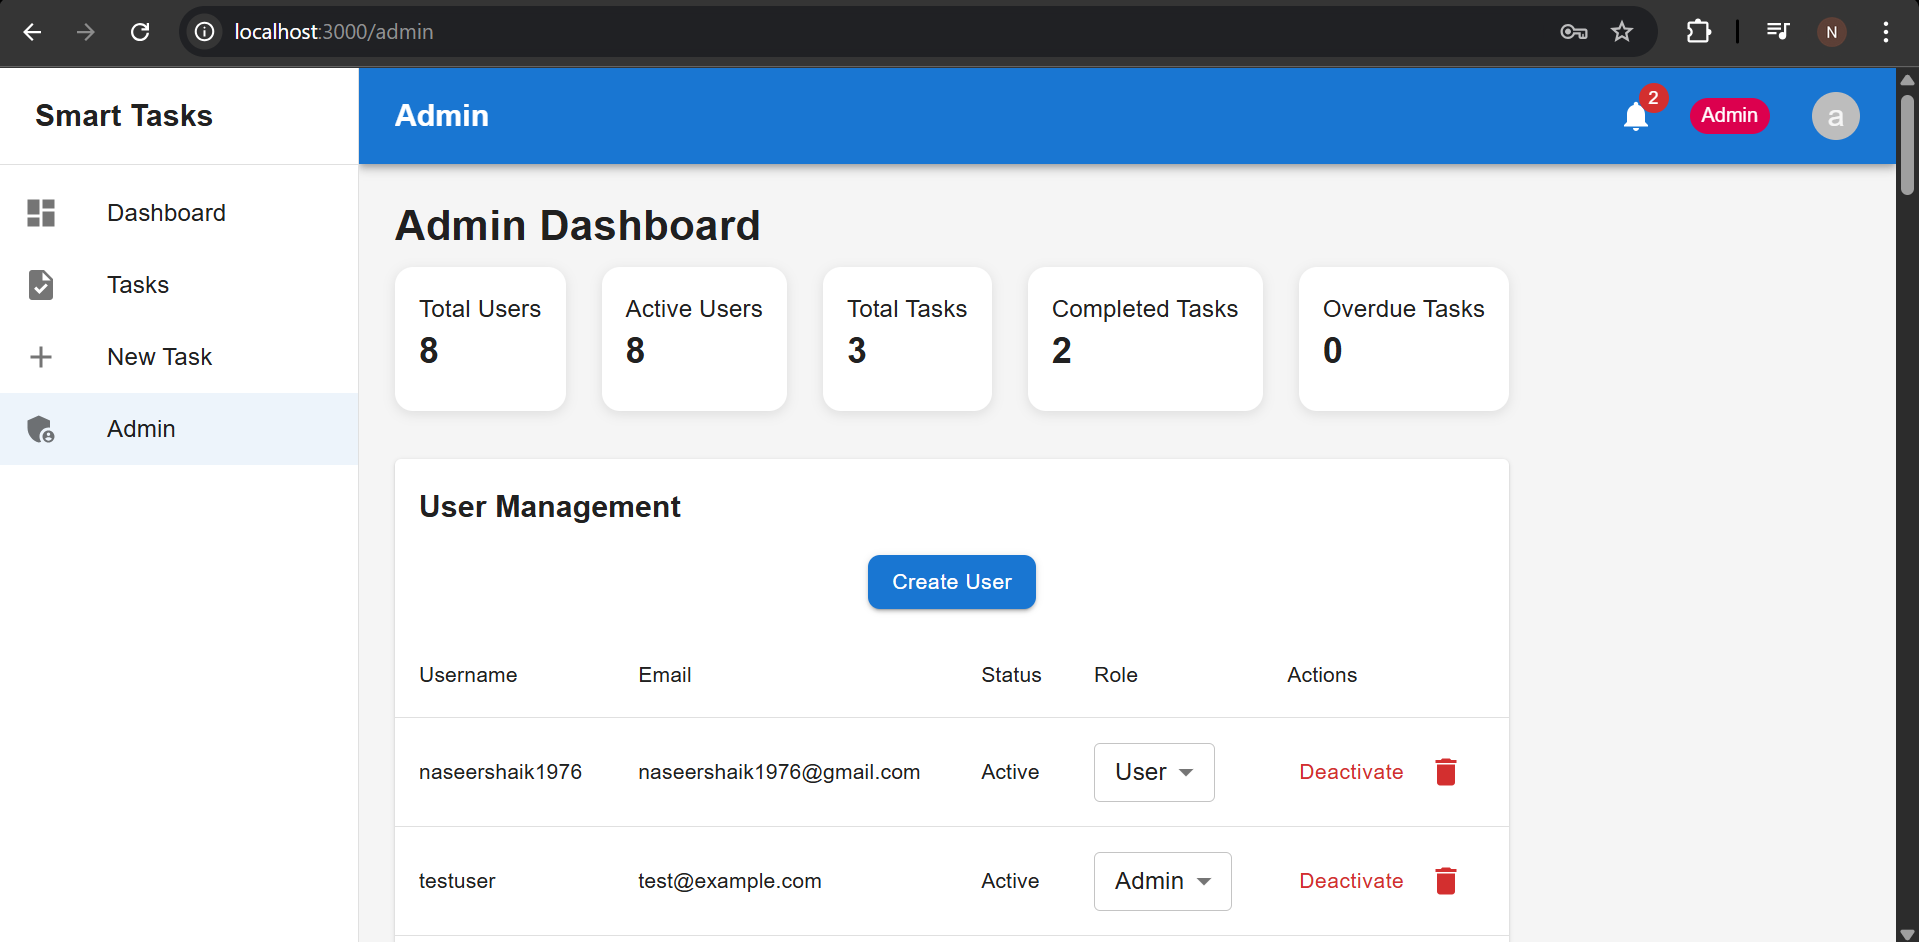 localhost:3000/admin
N
Smart Tasks
Admin
2
Admin
a
Dashboard
Tasks
New Task
Admin
Admin Dashboard
Total Users
8
Active Users
8
Total Tasks
3
Completed Tasks
2
Overdue Tasks
0
User Management
Create User
Username Email Status Role Actions
naseershaik1976 naseershaik1976@gmail.com Active User Deactivate
testuser test@example.com Active Admin Deactivate